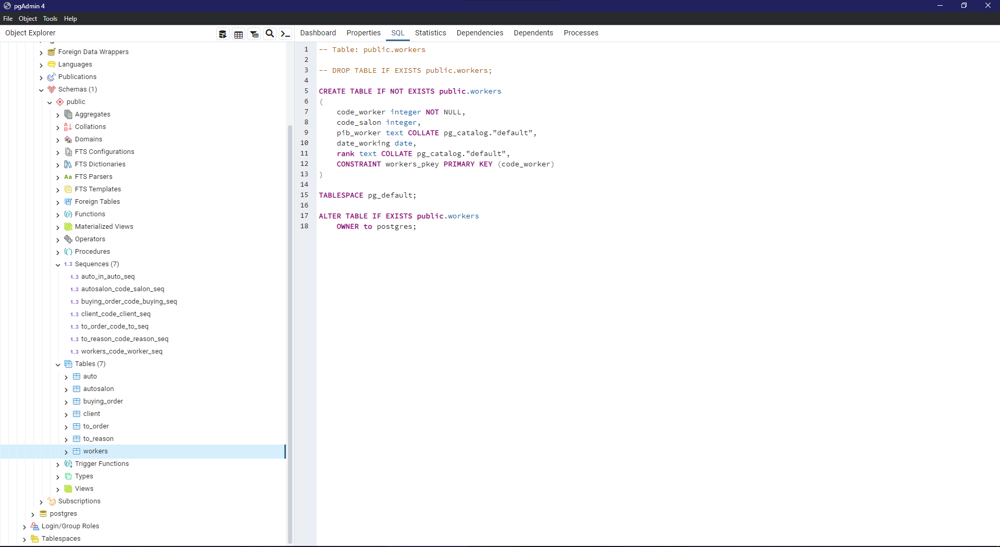 pgAdmin 4
File Object Tools Help
Object Explorer
Dashboard Properties SQL Statistics Dependencies Dependents Processes
Foreign Data Wrappers
Languages
Publications
Schemas (1)
public
Aggregates
Collations
Domains
FTS Configurations
FTS Dictionaries
Aa FTS Parsers
FTS Templates
Foreign Tables
Functions
Materialized Views
Operators
Procedures
1..3 Sequences (7)
1..3 auto_in_auto_seq
1..3 autosalon_code_salon_seq
1..3 buying_order_code_buying_seq
1..3 client_code_client_seq
1..3 to_order_code_to_seq
1..3 to_reason_code_reason_seq
1..3 workers_code_worker_seq
Tables (7)
auto
autosalon
buying_order
client
to_order
to_reason
workers
Trigger Functions
Types
Views
Subscriptions
postgres
Login/Group Roles
Tablespaces
1 -- Table: public.workers
2
3 -- DROP TABLE IF EXISTS public.workers;
4
5 CREATE TABLE IF NOT EXISTS public.workers
6 (
7 code_worker integer NOT NULL,
8 code_salon integer,
9 pib_worker text COLLATE pg_catalog."default",
10 date_working date,
11 rank text COLLATE pg_catalog."default",
12 CONSTRAINT workers_pkey PRIMARY KEY (code_worker)
13 )
14
15 TABLESPACE pg_default;
16
17 ALTER TABLE IF EXISTS public.workers
18 OWNER to postgres;